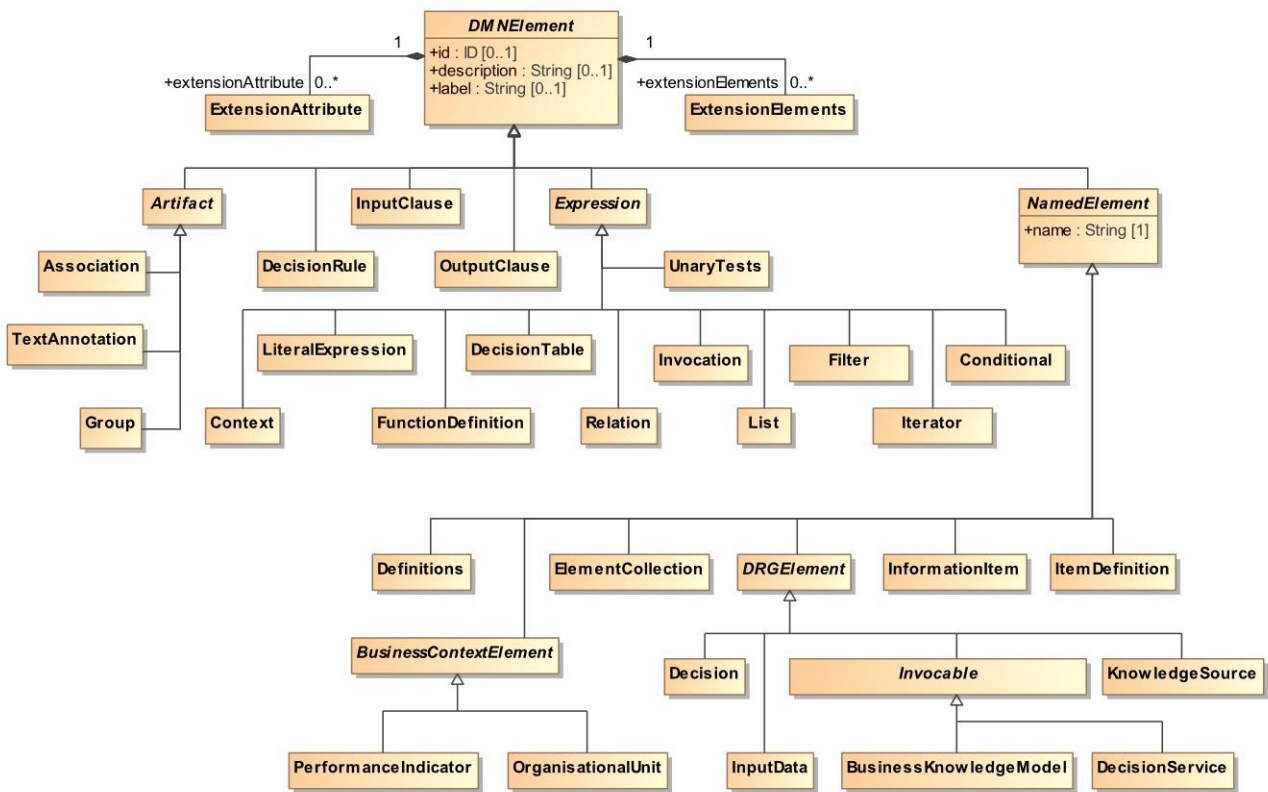 DMNElement
1
1
+id : ID [0..1]
+description : String [0..1]
+label : String [0..1]
+extensionAttribute 0..*
+extensionElements 0..*
ExtensionAttribute
ExtensionElements
Artifact
InputClause
Expression
NamedElement
+name : String [1]
Association
DecisionRule
OutputClause
UnaryTests
TextAnnotation
LiteralExpression
DecisionTable
Invocation
Filter
Conditional
Group
Context
FunctionDefinition
Relation
List
Iterator
Definitions
ElementCollection
DRGElement
InformationItem
ItemDefinition
BusinessContextElement
Decision
Invocable
KnowledgeSource
PerformanceIndicator
OrganisationalUnit
InputData
BusinessKnowledgeModel
DecisionService